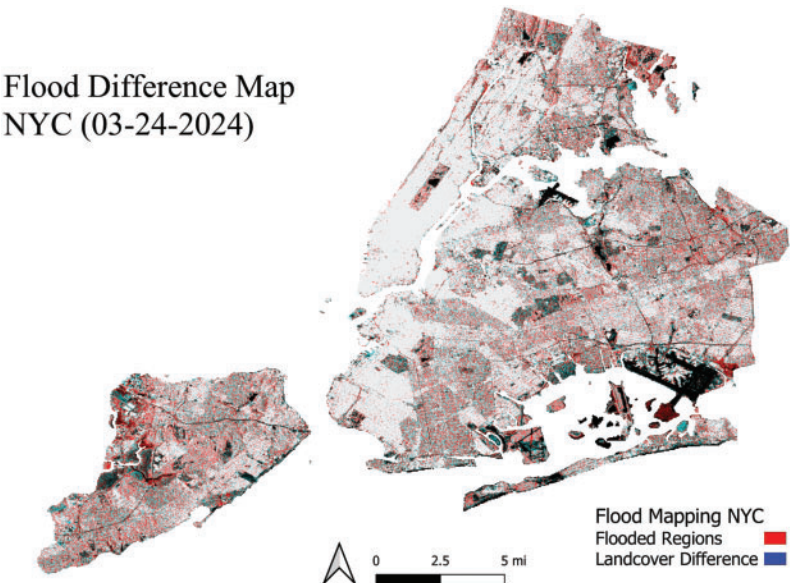 Flood Difference Map
NYC (03-24-2024)
Flood Mapping NYC
Flooded Regions
Landcover Difference
0 2.5 5 mi